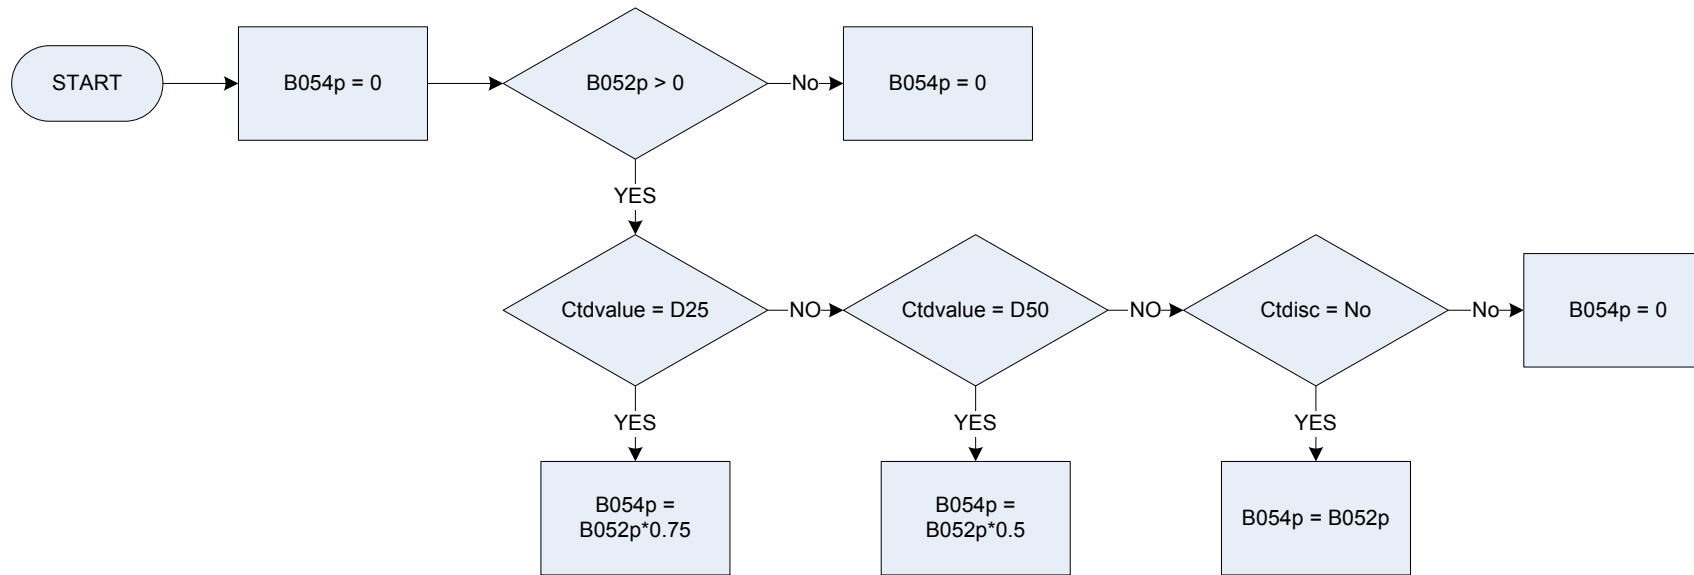 START
B054p = 0
B052p > 0
No
B054p = 0
YES
Ctdvalue = D25
NO
Ctdvalue = D50
NO
Ctdisc = No
No
B054p = 0
YES
YES
YES
B054p =
B052p*0.75
B054p =
B052p*0.5
B054p = B052p